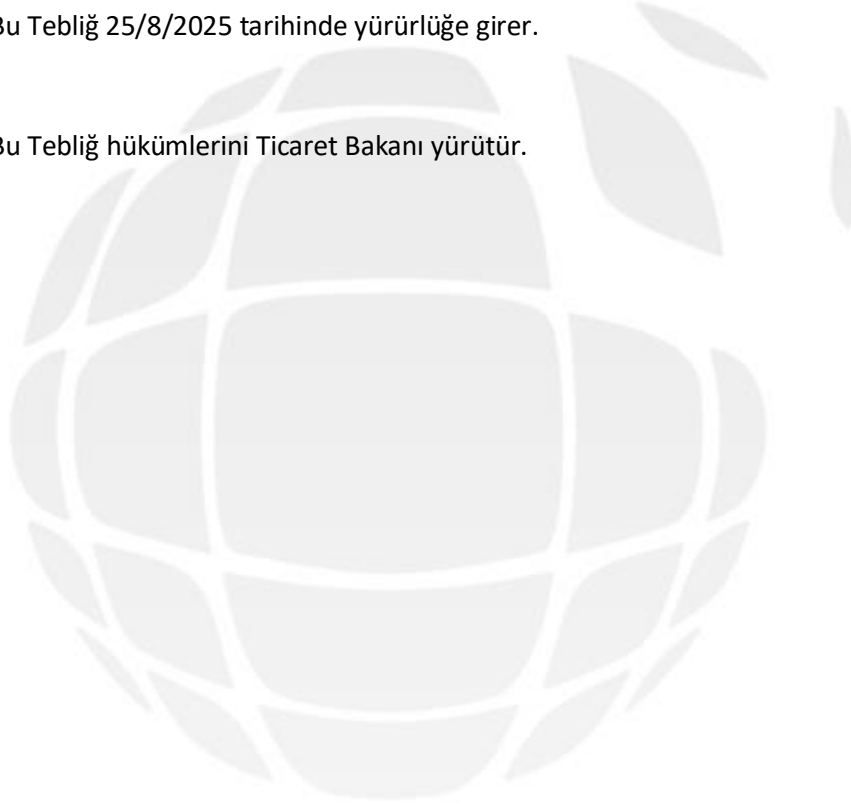 Bu Tebliğ 25/8/2025 tarihinde yürürlüğe girer.
Bu Tebliğ hükümlerini Ticaret Bakanı yürütür.